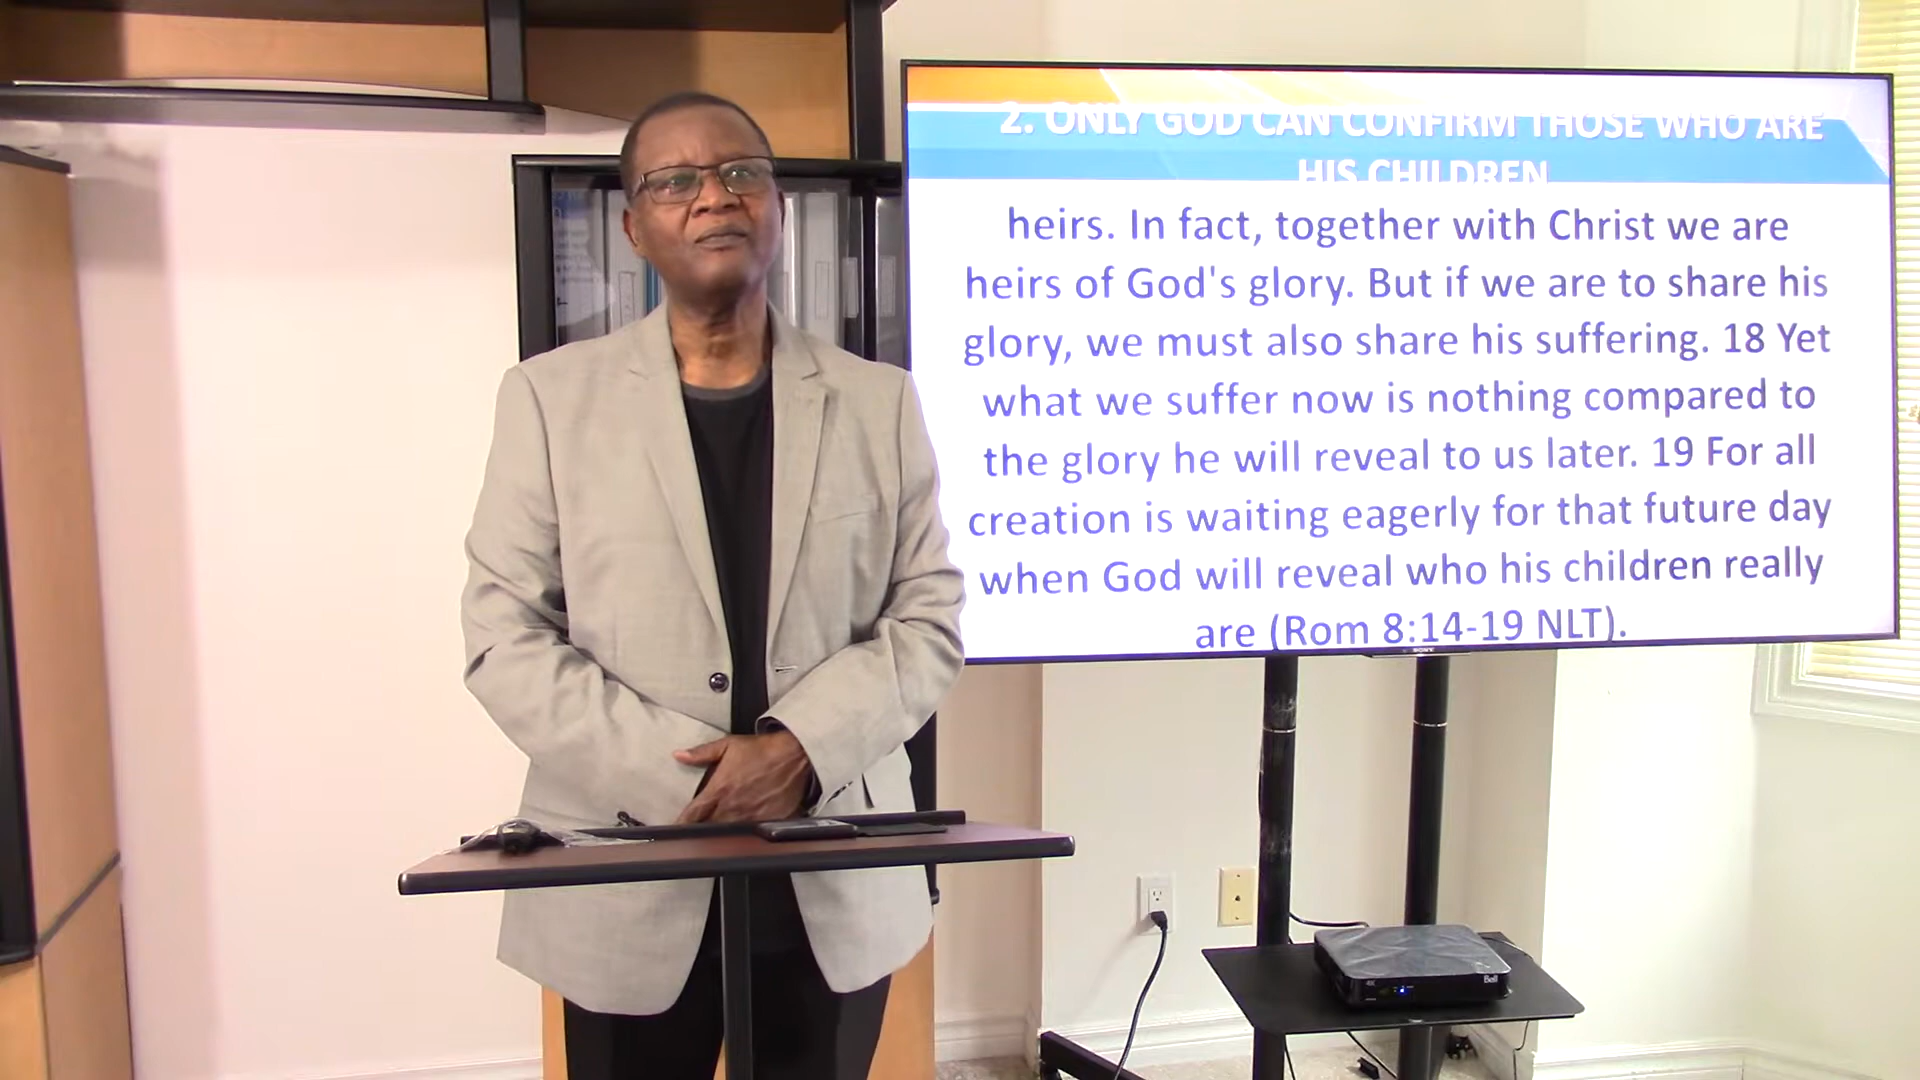 2. ONLY GOD CAN CONFIRM THOSE WHO ARE
HIS CHILDREN
heirs. In fact, together with Christ we are
heirs of God's glory. But if we are to share his
glory, we must also share his suffering. 18 Yet
what we suffer now is nothing compared to
the glory he will reveal to us later. 19 For all
creation is waiting eagerly for that future day
when God will reveal who his children really
are (Rom 8:14-19 NLT).
SONY
4K
Bell